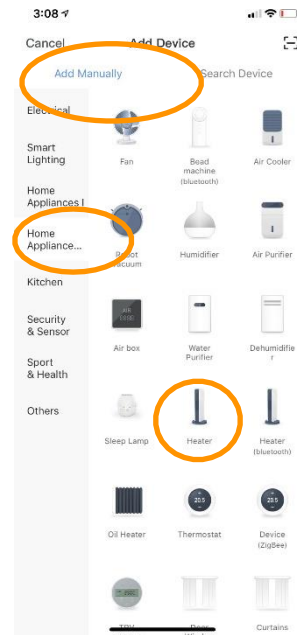 3:08
Cancel Add Device
Add Manually Search Device
Electrical
Smart
Lighting
Home
Appliances I
Home
Appliance...
Kitchen
Security
& Sensor
Sport
& Health
Others
Fan
Bead
machine
(bluetooth)
Air Cooler
Robot
Vacuum
Humidifier
Air Purifier
Air box
Water
Purifier
Dehumidifie
r
Sleep Lamp
Heater
Heater
(bluetooth)
Oil Heater
Thermostat
Device
(ZigBee)
TRV
Door
Curtains